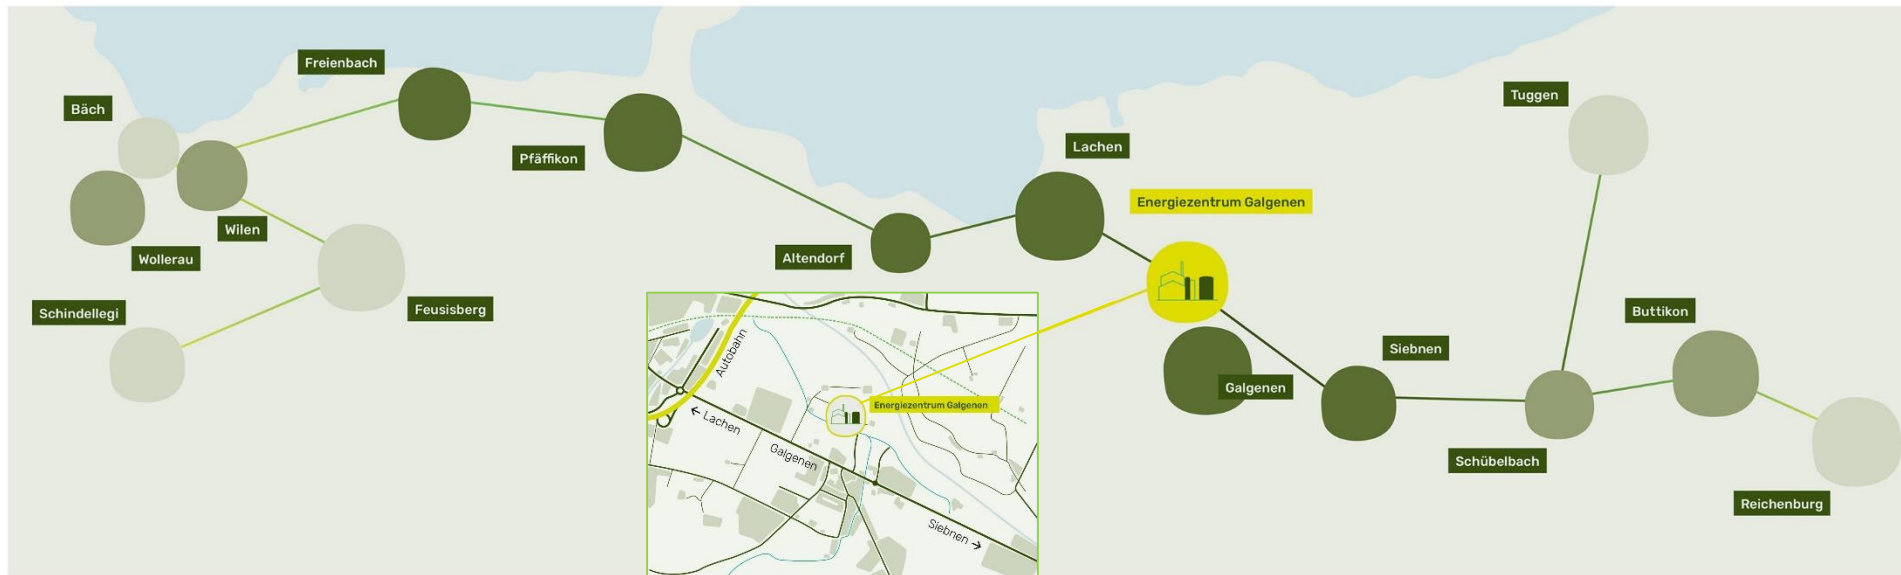 Freienbach
Bäch
Tuggen
Pfäffikon
Lachen
Energiezentrum Galgenen
Wilen
Wollerau
Altendorf
Schindellegi
Feusisberg
Buttikon
Siebnen
Galgenen
Schübelbach
Reichenburg
Autobahn
Energiezentrum Galgenen
← Lachen
Galgenen
Siebnen →